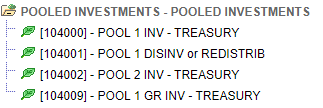 POOLED INVESTMENTS - POOLED INVESTMENTS
[104000] - POOL 1 INV - TREASURY
[104001] - POOL 1 DISINV or REDISTRIB
[104002] - POOL 2 INV - TREASURY
[104009] - POOL 1 GR INV - TREASURY